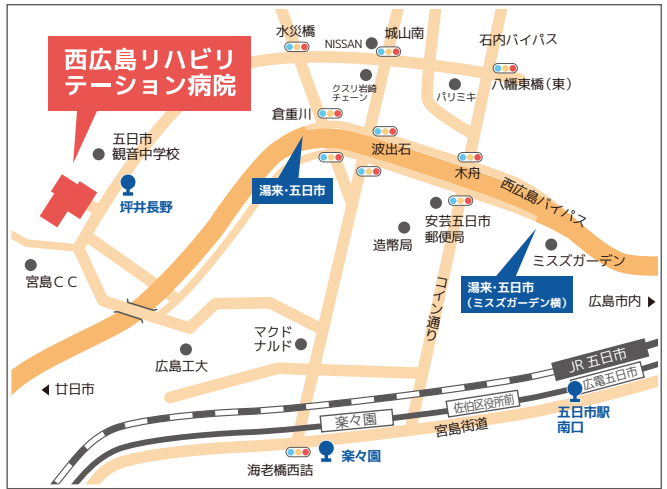 西広島リハビリ
テーション病院
水災橋
NISSAN
城山南
石内バイパス
クスリ岩崎
チェーン
パリミキ
八幡東橋（東）
倉重川
波出石
木舟
五日市
観音中学校
坪井長野
湯来・五日市
西広島バイパス
安芸五日市
郵便局
造幣局
ミスズガーデン
湯来・五日市
（ミスズガーデン横）
広島市内
宮島ＣＣ
コイン通り
マクド
ナルド
広島工大
廿日市
JR 五日市
広電五日市
佐伯区役所前
楽々園
五日市駅
南口
宮島街道
海老橋西詰
楽々園